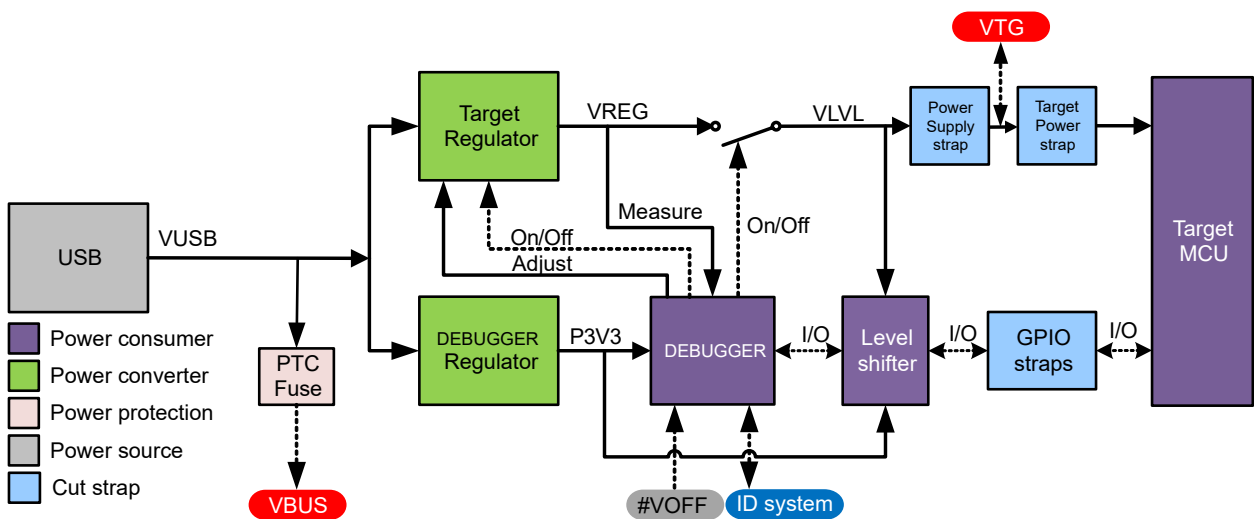 VTG
Target
Regulator
VREG
VLVL
Power
Supply
strap
Target
Power
strap
Measure
On/Off
On/Off
Adjust
USB
VUSB
Target
MCU
DEBUGGER
Regulator
P3V3
DEBUGGER
I/O
Level
shifter
I/O
GPIO
straps
I/O
PTC
Fuse
Power consumer
Power converter
Power protection
Power source
Cut strap
VBUS
#VOFF
ID system